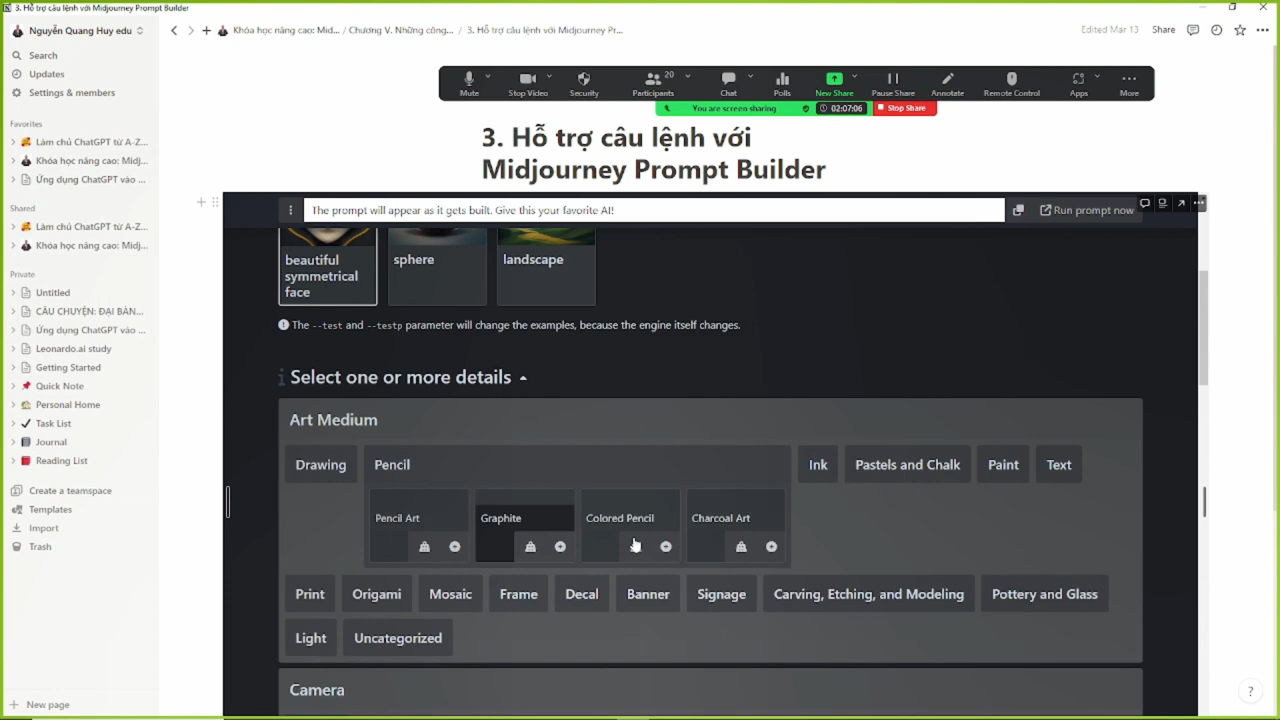 3. Hỗ trợ câu lệnh với Midjourney Prompt Builder
Nguyễn Quang Huy edu
Khóa học nâng cao: Mid... / Chương V. Những công... / 3. Hỗ trợ câu lệnh với Midjourney Pr...
Edited Mar 13 Share
Search
Updates
Settings & members
Favorites
Làm chủ ChatGPT từ A-Z...
Khóa học nâng cao: Midj...
Ứng dụng ChatGPT vào ...
Shared
Làm chủ ChatGPT từ A-Z...
Khóa học nâng cao: Midj...
Private
Untitled
CÂU CHUYỆN: ĐẠI BÀN...
Ứng dụng ChatGPT vào ...
Leonardo.ai study
Getting Started
Quick Note
Personal Home
Task List
Journal
Reading List
Create a teamspace
Templates
Import
Trash
New page
Mute Stop Video Security Participants 20 Chat Polls New Share Pause Share Annotate Remote Control Apps More
You are screen sharing 02:07:06 Stop Share
3. Hỗ trợ câu lệnh với
Midjourney Prompt Builder
The prompt will appear as it gets built. Give this your favorite AI! Run prompt now
beautiful
symmetrical
face
sphere
landscape
The --test and --testp parameter will change the examples, because the engine itself changes.
Select one or more details
Art Medium
Drawing Pencil Ink Pastels and Chalk Paint Text
Pencil Art Graphite Colored Pencil Charcoal Art
Print Origami Mosaic Frame Decal Banner Signage Carving, Etching, and Modeling Pottery and Glass
Light Uncategorized
Camera
?